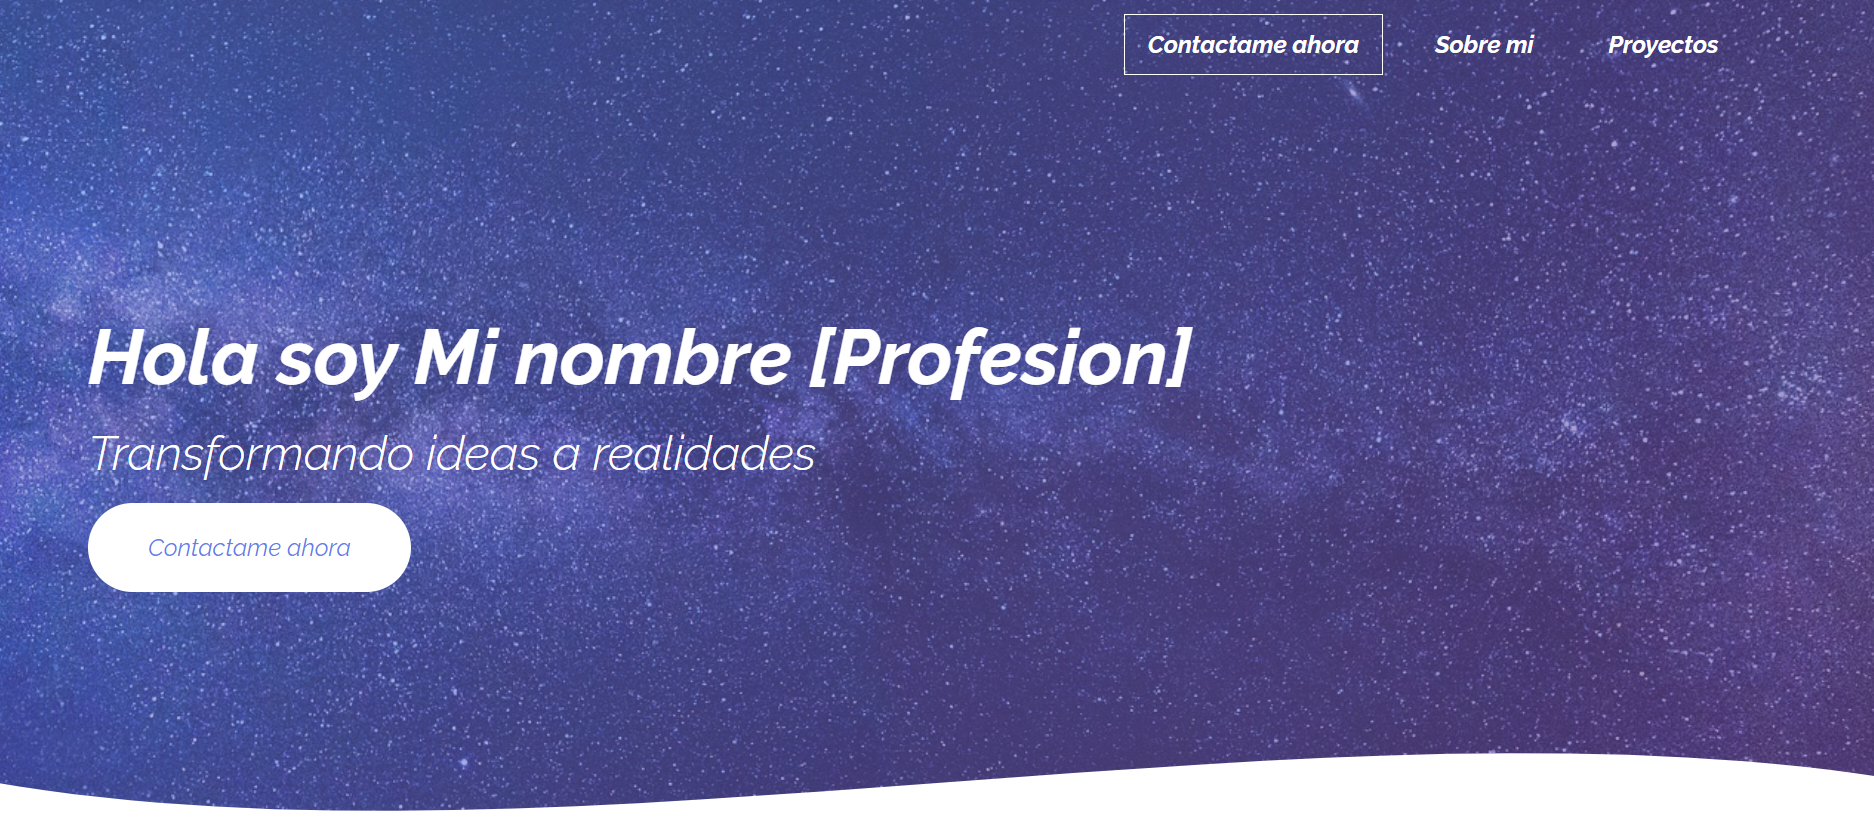 Contactame ahora Sobre mi Proyectos
Hola soy Mi nombre [Profesion]
Transformando ideas a realidades
Contactame ahora